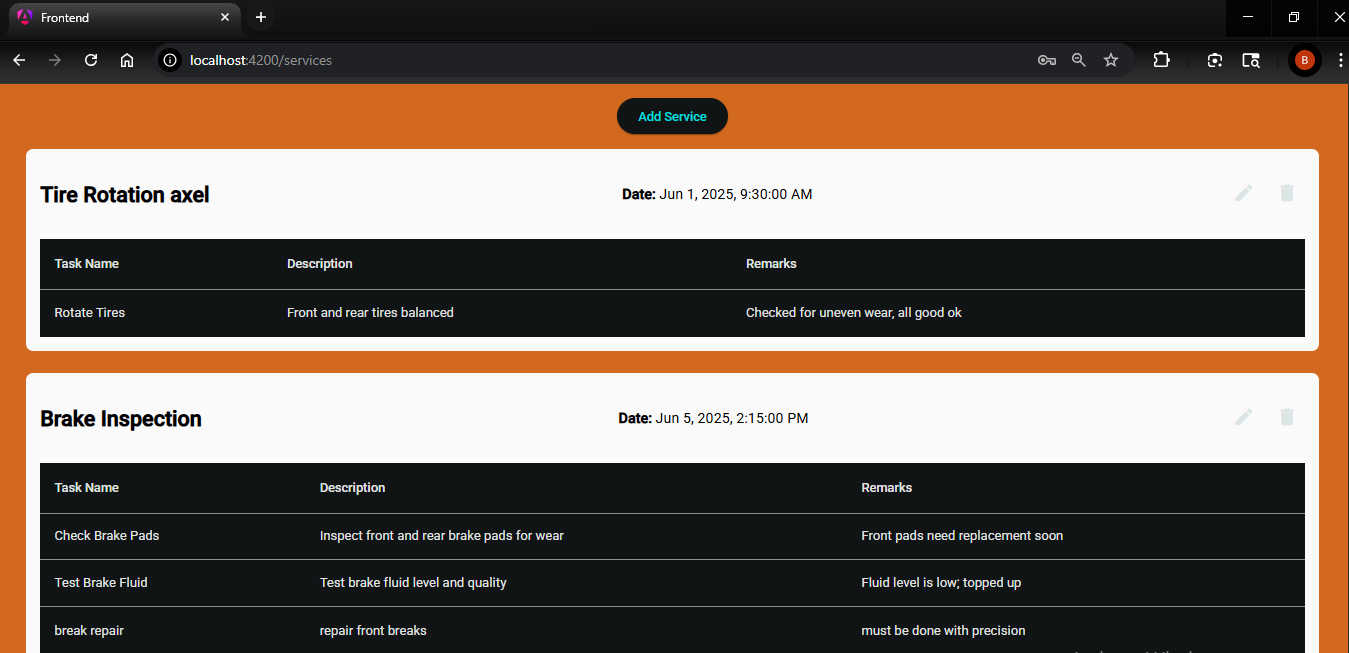 Frontend
localhost:4200/services
B
Add Service
Tire Rotation axel
Date: Jun 1, 2025, 9:30:00 AM
Task Name Description Remarks
Rotate Tires Front and rear tires balanced Checked for uneven wear, all good ok
Brake Inspection
Date: Jun 5, 2025, 2:15:00 PM
Task Name Description Remarks
Check Brake Pads Inspect front and rear brake pads for wear Front pads need replacement soon
Test Brake Fluid Test brake fluid level and quality Fluid level is low; topped up
break repair repair front breaks must be done with precision